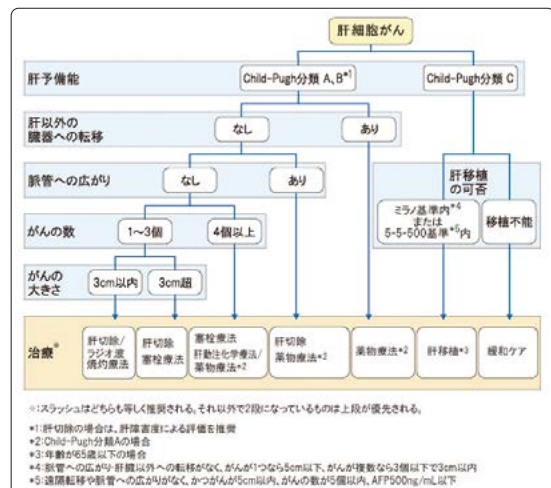 肝細胞がん
肝予備能
Child-Pugh分類 A、B*1
Child-Pugh分類 C
肝以外の
臓器への転移
なし
あり
脈管への広がり
なし
あり
肝移植
の可否
ミラノ基準内*4
または
5-5-500基準*5内
移植不能
がんの数
1~3個
4個以上
がんの
大きさ
3cm以内
3cm超
治療※
肝切除/
ラジオ波
焼灼療法
肝切除
塞栓療法
塞栓療法
肝動注化学療法/
薬物療法*2
肝切除
薬物療法*2
薬物療法*2
肝移植*3
緩和ケア
※:スラッシュはどちらも等しく推奨される。それ以外で2段になっているものは上段が優先される。
*1:肝切除の場合は、肝障害度による評価を推奨
*2:Child-Pugh分類Aの場合
*3:年齢が65歳以下の場合
*4:脈管への広がり・肝臓以外への転移がなく、がんが1つなら5cm以下、がんが複数なら3個以下で3cm以内
*5:遠隔転移や脈管への広がりがなく、かつがんが5cm以内、がんの数が5個以内、AFP500ng/mL以下